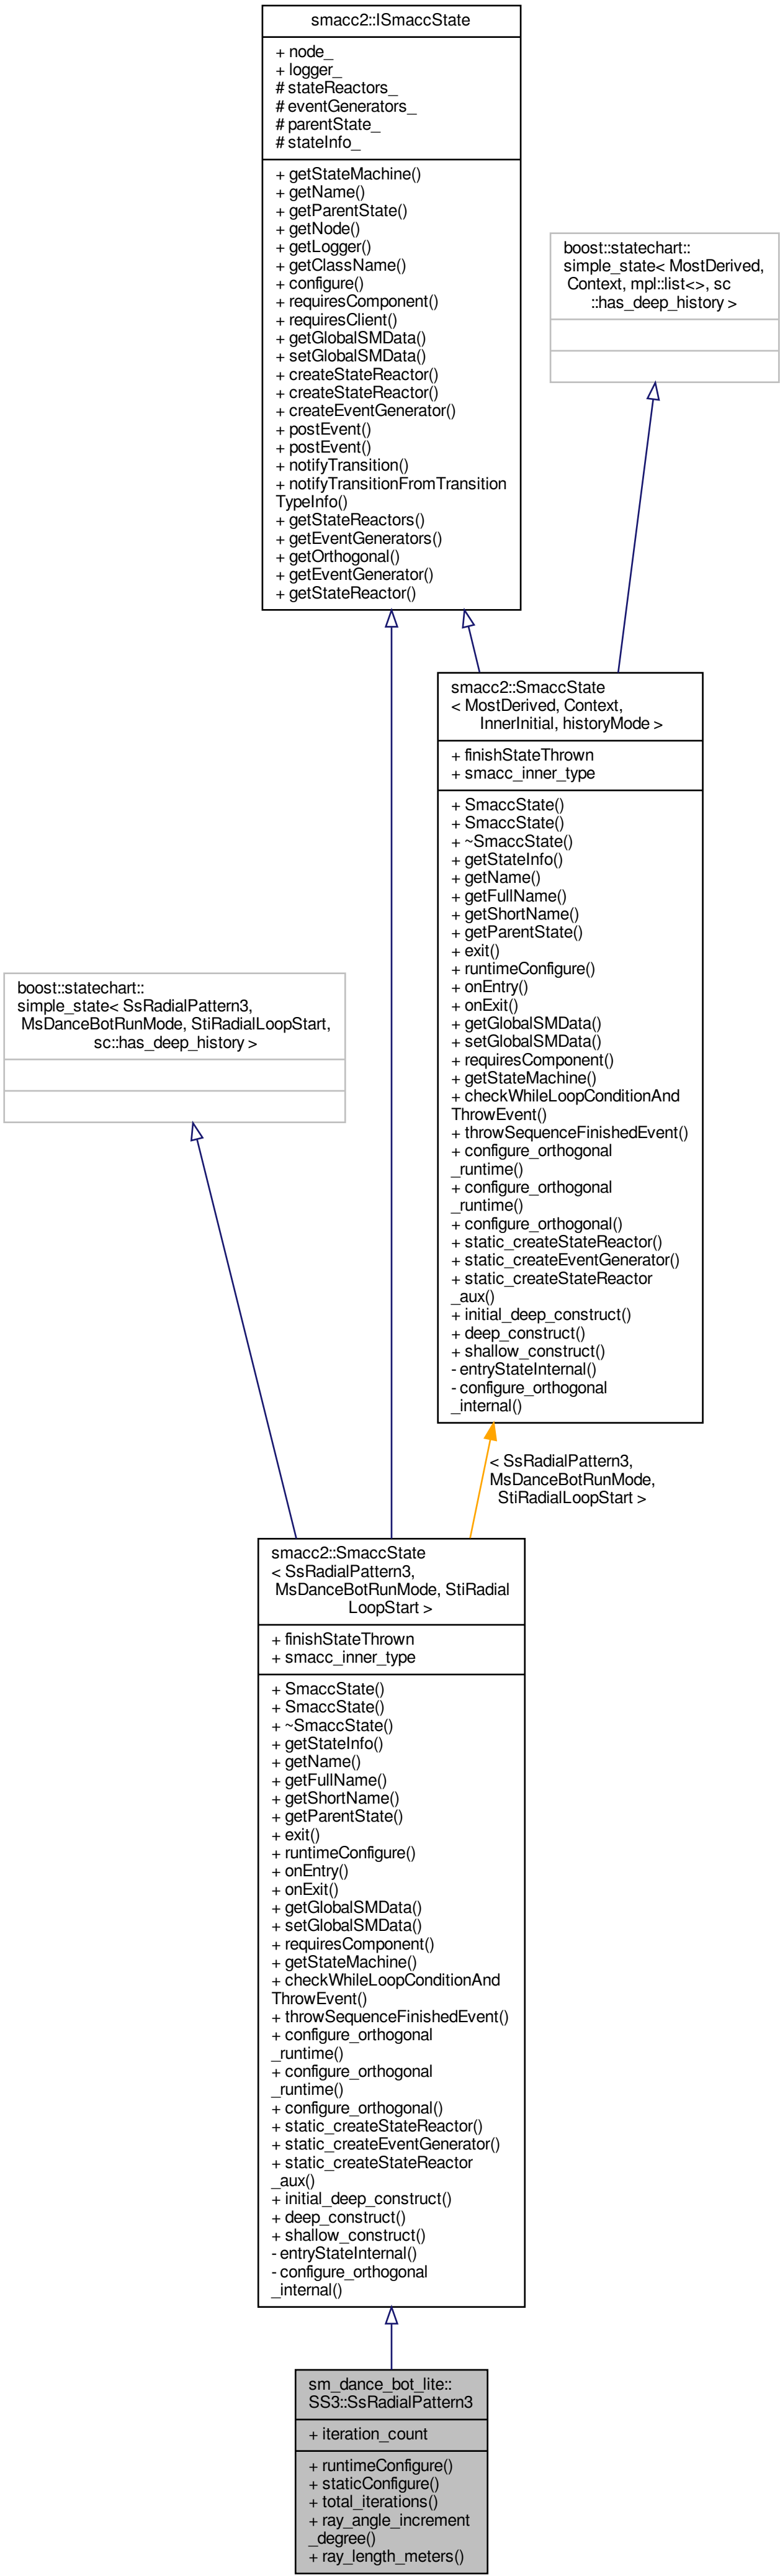 smacc2::ISmaccState
+ node_
+ logger_
# stateReactors_
# eventGenerators_
# parentState_
# stateInfo_
+ getStateMachine()
+ getName()
+ getParentState()
+ getNode()
+ getLogger()
+ getClassName()
+ configure()
+ requiresComponent()
+ requiresClient()
+ getGlobalSMData()
+ setGlobalSMData()
+ createStateReactor()
+ createStateReactor()
+ createEventGenerator()
+ postEvent()
+ postEvent()
+ notifyTransition()
+ notifyTransitionFromTransition
TypeInfo()
+ getStateReactors()
+ getEventGenerators()
+ getOrthogonal()
+ getEventGenerator()
+ getStateReactor()
boost::statechart::
simple_state< MostDerived,
Context, mpl::list<>, sc
::has_deep_history >
smacc2::SmaccState
< MostDerived, Context,
InnerInitial, historyMode >
+ finishStateThrown
+ smacc_inner_type
+ SmaccState()
+ SmaccState()
+ ~SmaccState()
+ getStateInfo()
+ getName()
+ getFullName()
+ getShortName()
+ getParentState()
+ exit()
+ runtimeConfigure()
+ onEntry()
+ onExit()
+ getGlobalSMData()
+ setGlobalSMData()
+ requiresComponent()
+ getStateMachine()
+ checkWhileLoopConditionAnd
ThrowEvent()
+ throwSequenceFinishedEvent()
+ configure_orthogonal
_runtime()
+ configure_orthogonal
_runtime()
+ configure_orthogonal()
+ static_createStateReactor()
+ static_createEventGenerator()
+ static_createStateReactor
_aux()
+ initial_deep_construct()
+ deep_construct()
+ shallow_construct()
- entryStateInternal()
- configure_orthogonal
_internal()
boost::statechart::
simple_state< SsRadialPattern3,
MsDanceBotRunMode, StiRadialLoopStart,
sc::has_deep_history >
< SsRadialPattern3,
MsDanceBotRunMode,
StiRadialLoopStart >
smacc2::SmaccState
< SsRadialPattern3,
MsDanceBotRunMode, StiRadial
LoopStart >
+ finishStateThrown
+ smacc_inner_type
+ SmaccState()
+ SmaccState()
+ ~SmaccState()
+ getStateInfo()
+ getName()
+ getFullName()
+ getShortName()
+ getParentState()
+ exit()
+ runtimeConfigure()
+ onEntry()
+ onExit()
+ getGlobalSMData()
+ setGlobalSMData()
+ requiresComponent()
+ getStateMachine()
+ checkWhileLoopConditionAnd
ThrowEvent()
+ throwSequenceFinishedEvent()
+ configure_orthogonal
_runtime()
+ configure_orthogonal
_runtime()
+ configure_orthogonal()
+ static_createStateReactor()
+ static_createEventGenerator()
+ static_createStateReactor
_aux()
+ initial_deep_construct()
+ deep_construct()
+ shallow_construct()
- entryStateInternal()
- configure_orthogonal
_internal()
sm_dance_bot_lite::
SS3::SsRadialPattern3
+ iteration_count
+ runtimeConfigure()
+ staticConfigure()
+ total_iterations()
+ ray_angle_increment
_degree()
+ ray_length_meters()